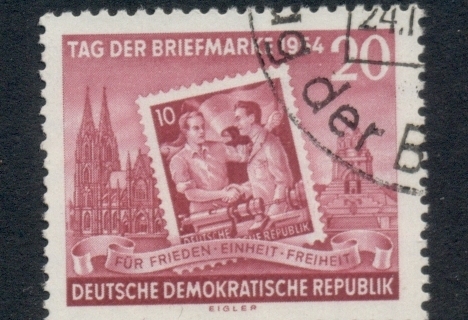 TAG DER BRIEFMARKE 1954
20
24.1
der B
10
DEUTSCHE REPUBLIK
FÜR FRIEDEN · EINHEIT · FREIHEIT
DEUTSCHE DEMOKRATISCHE REPUBLIK
EIGLER